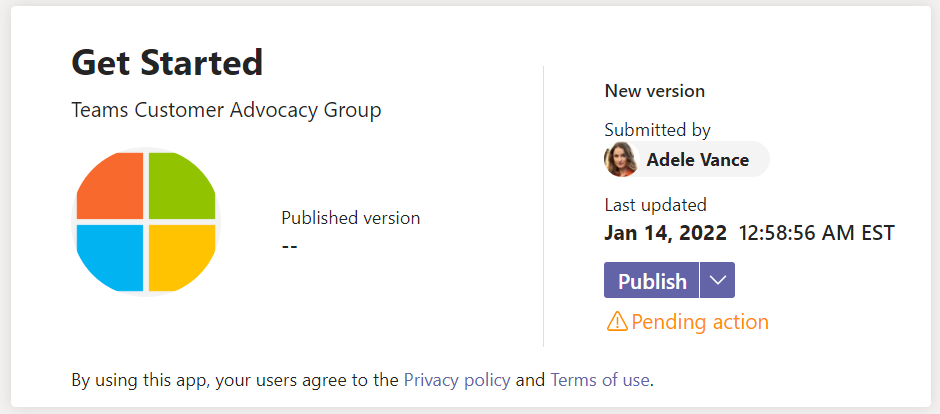 Get Started
Teams Customer Advocacy Group
Published version
--
New version
Submitted by
Adele Vance
Last updated
Jan 14, 2022 12:58:56 AM EST
Publish
Pending action
By using this app, your users agree to the Privacy policy and Terms of use.